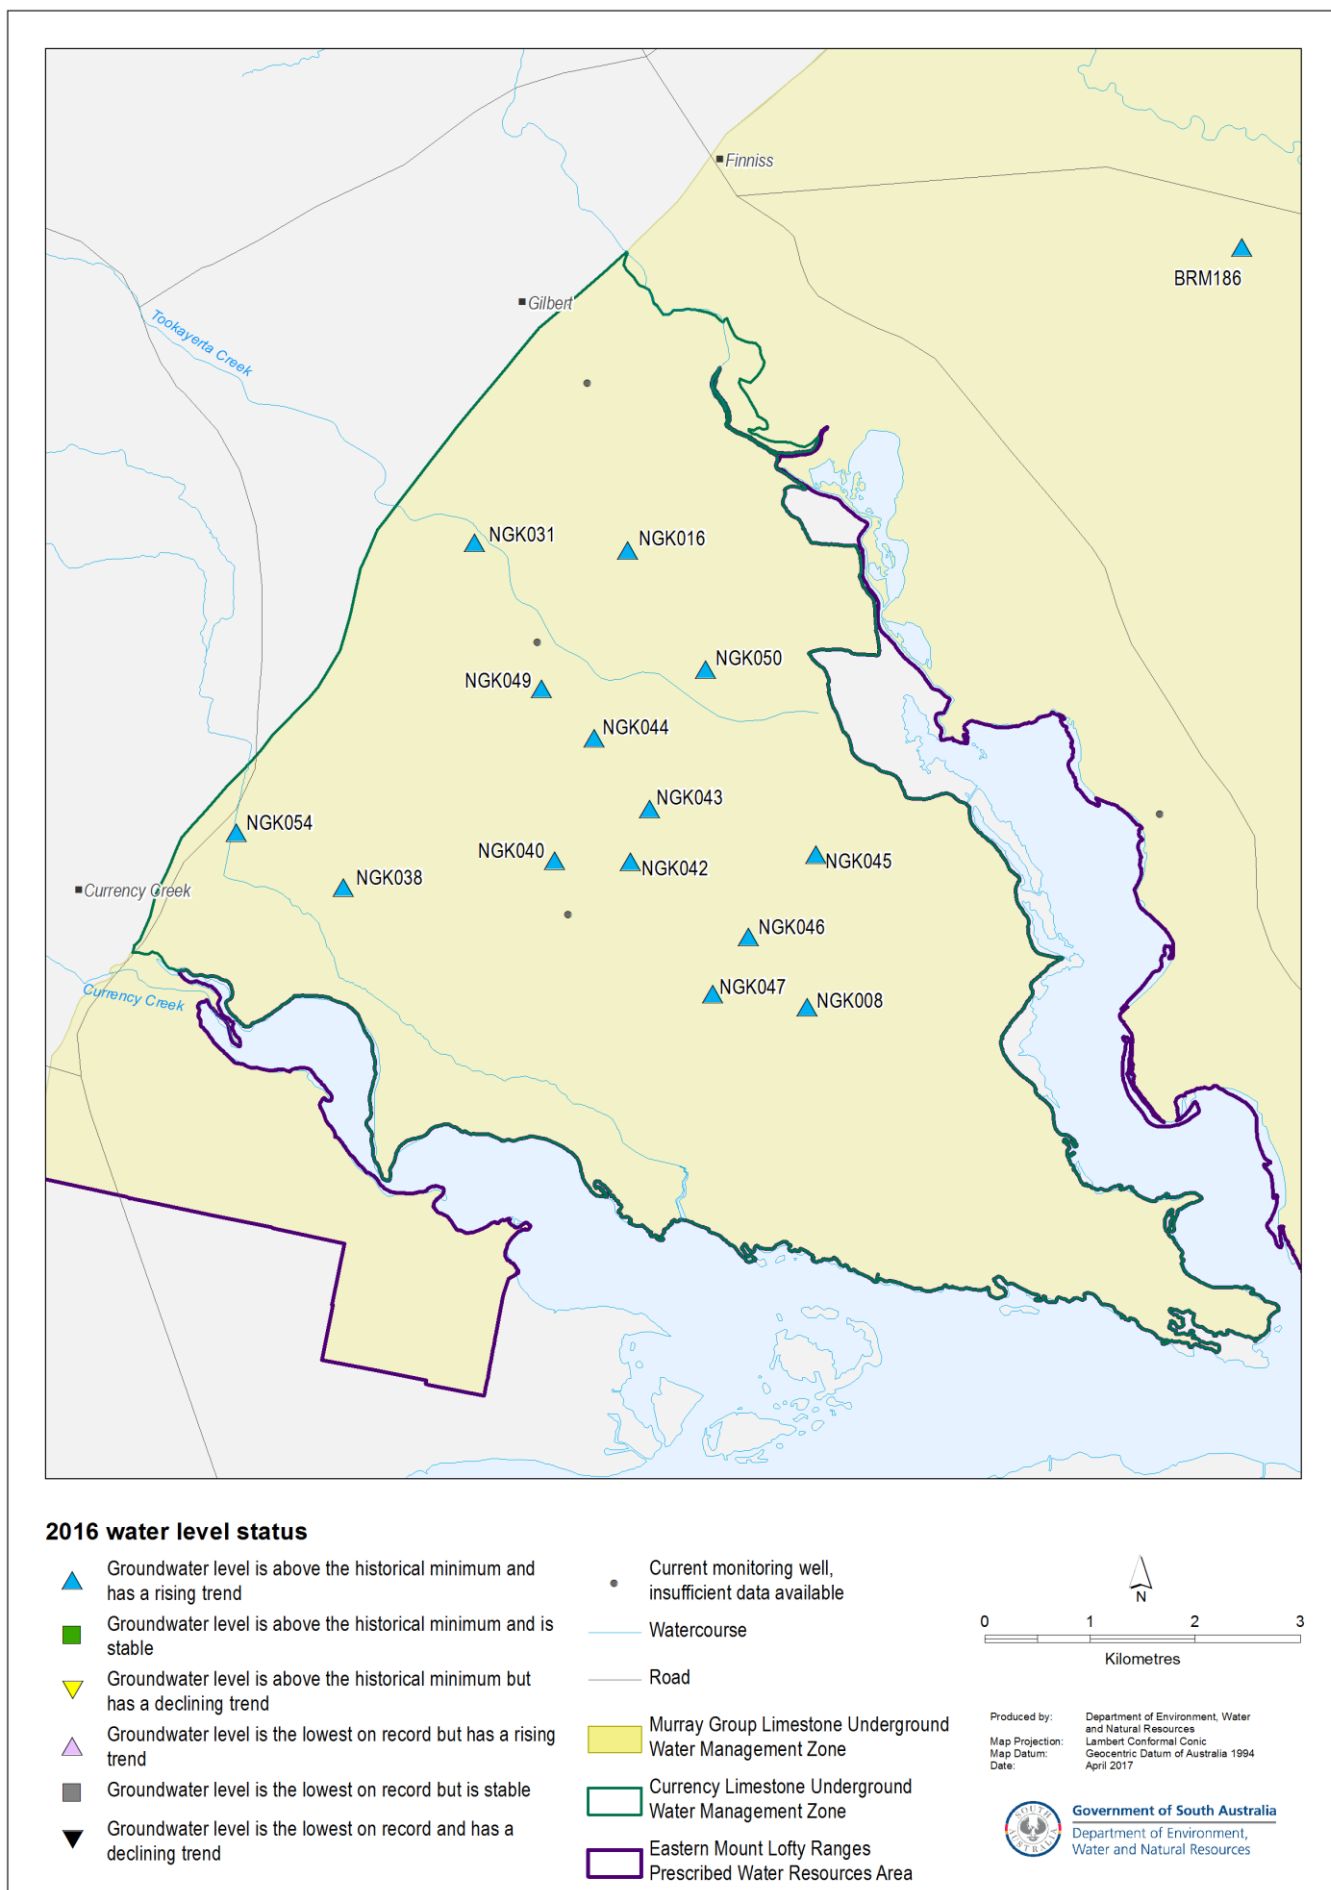 Finniss
BRM186
Gilbert
Tookayerta Creek
NGK031
NGK016
NGK050
NGK049
NGK044
NGK043
NGK054
NGK040
NGK042
NGK045
NGK038
Currency Creek
NGK046
NGK047
NGK008
Currency Creek
2016 water level status
Groundwater level is above the historical minimum and
has a rising trend
Groundwater level is above the historical minimum and is
stable
Groundwater level is above the historical minimum but
has a declining trend
Groundwater level is the lowest on record but has a rising
trend
Groundwater level is the lowest on record but is stable
Groundwater level is the lowest on record and has a
declining trend
Current monitoring well,
insufficient data available
Watercourse
Road
Murray Group Limestone Underground
Water Management Zone
Currency Limestone Underground
Water Management Zone
Eastern Mount Lofty Ranges
Prescribed Water Resources Area
N
0 1 2 3
Kilometres
Produced by: Department of Environment, Water
and Natural Resources
Map Projection: Lambert Conformal Conic
Map Datum: Geocentric Datum of Australia 1994
Date: April 2017
SOUTH AUSTRALIA
Government of South Australia
Department of Environment,
Water and Natural Resources